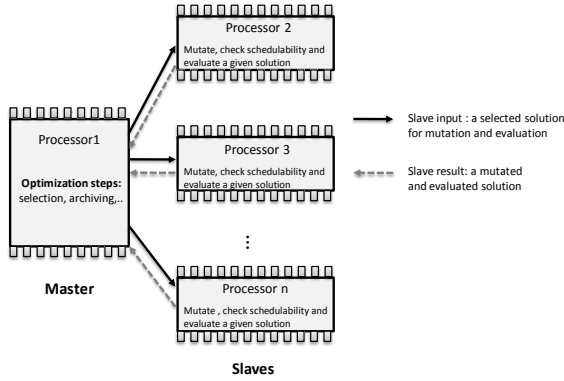 Processor 2
Mutate, check schedulability and
evaluate a given solution
Processor1
Optimization steps:
selection, archiving,..
Master
Processor 3
Mutate, check schedulability and
evaluate a given solution
...
Processor n
Mutate , check schedulability and
evaluate a given solution
Slaves
Slave input : a selected solution
for mutation and evaluation
Slave result: a mutated
and evaluated solution